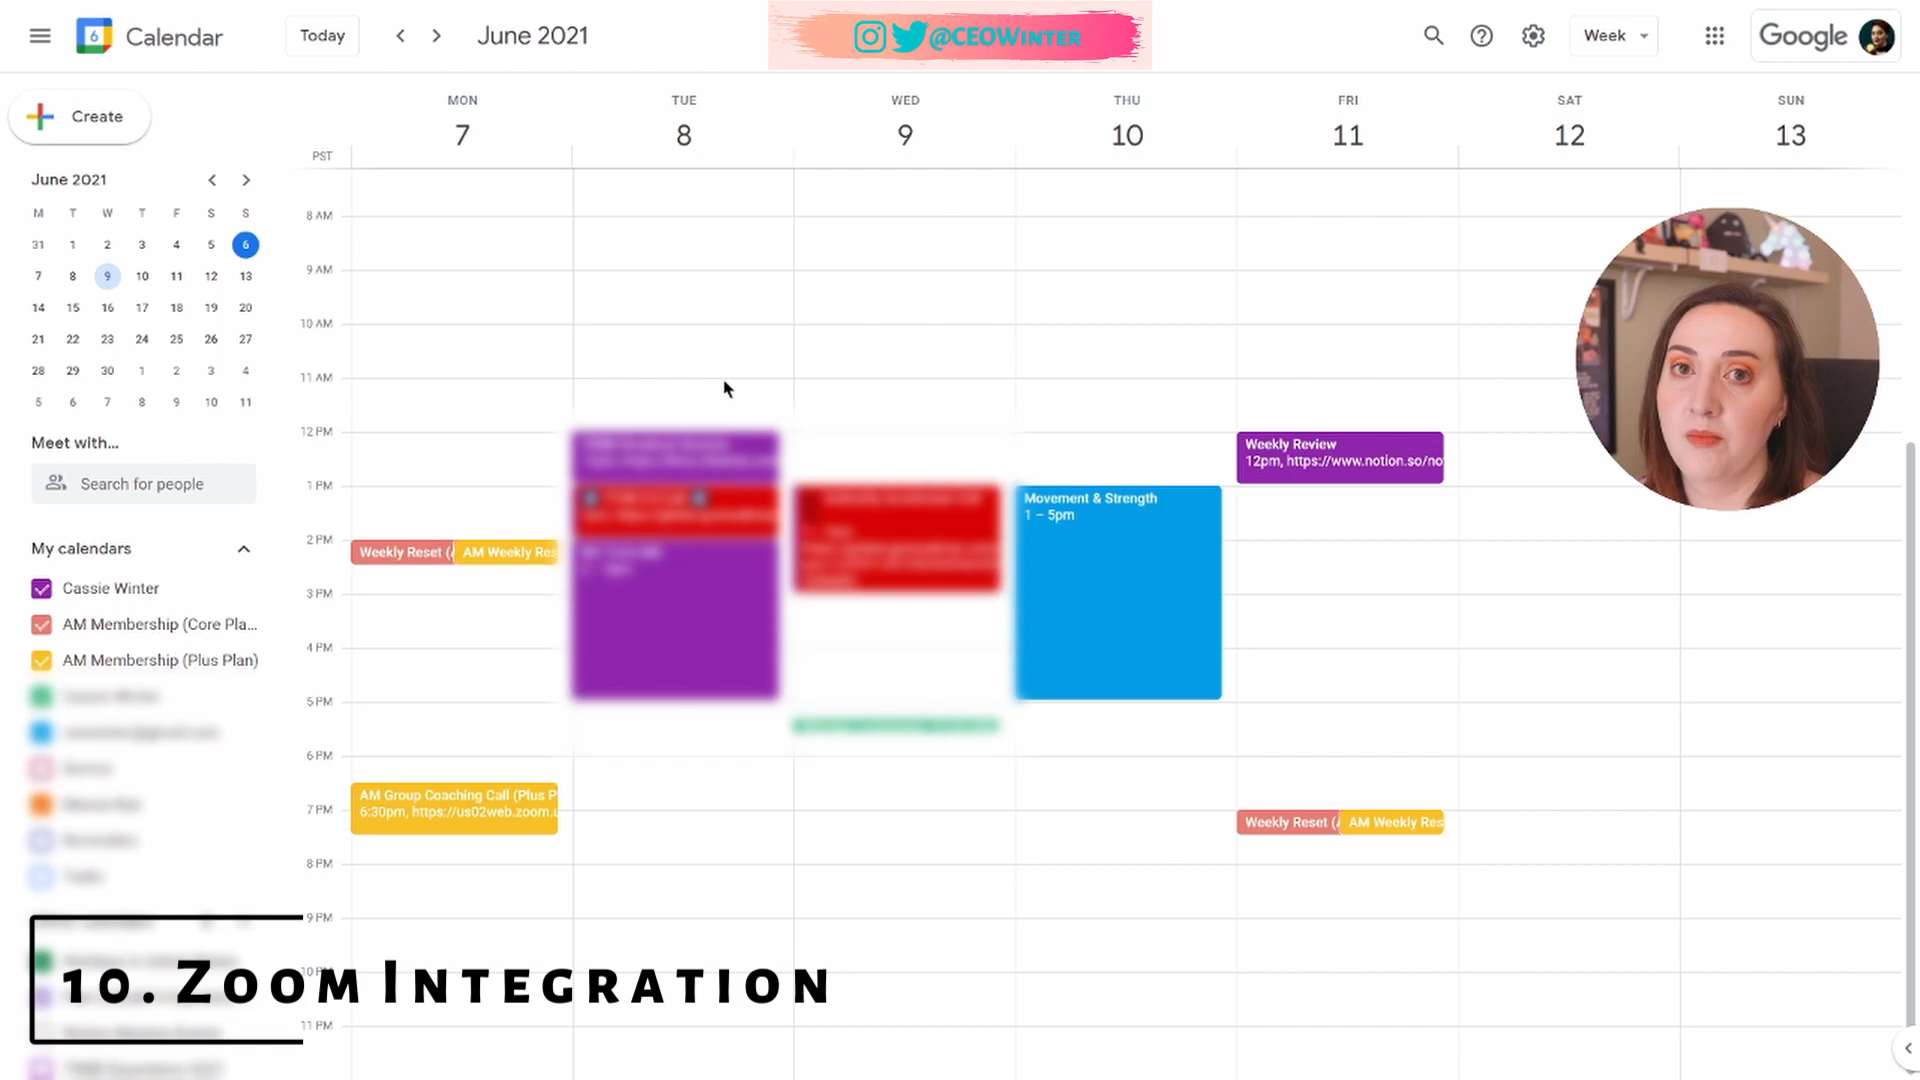 Calendar
Today
June 2021
@CEOWinter
Week
Google
Create
MON
TUE
WED
THU
FRI
SAT
SUN
7
8
9
10
11
12
13
PST
June 2021
M T W T F S S
31 1 2 3 4 5 6
7 8 9 10 11 12 13
14 15 16 17 18 19 20
21 22 23 24 25 26 27
28 29 30 1 2 3 4
5 6 7 8 9 10 11
Meet with...
Search for people
My calendars
Cassie Winter
AM Membership (Core Pla...
AM Membership (Plus Plan)
8 AM
9 AM
10 AM
11 AM
12 PM
1 PM
2 PM
3 PM
4 PM
5 PM
6 PM
7 PM
8 PM
9 PM
10 PM
11 PM
Weekly Reset (
AM Weekly Res
AM Group Coaching Call (Plus P
6:30pm, https://us02web.zoom.u
Movement & Strength
1 – 5pm
Weekly Review
12pm, https://www.notion.so/no
Weekly Reset (
AM Weekly Res
10. Zoom Integration